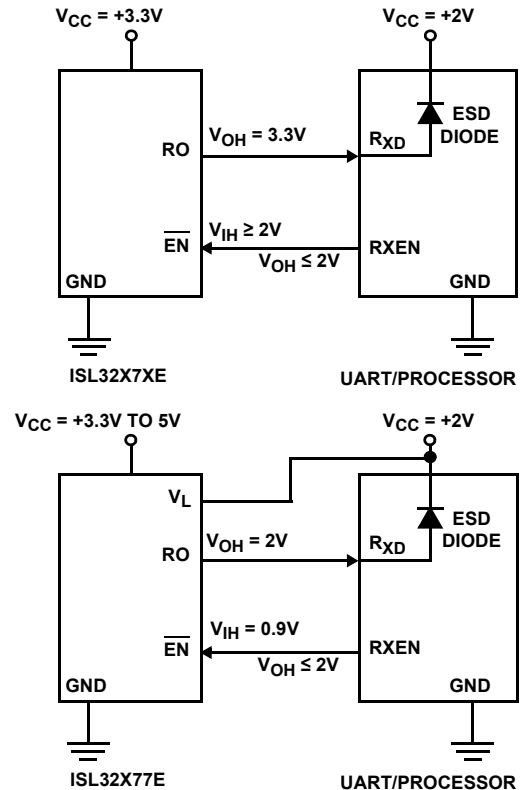 VCC = +3.3V
VCC = +2V
ESD
DIODE
RO
VOH = 3.3V
RXD
EN
VIH ≥ 2V
VOH ≤ 2V
RXEN
GND
GND
ISL32X7XE
UART/PROCESSOR
VCC = +3.3V TO 5V
VCC = +2V
VL
ESD
DIODE
RO
VOH = 2V
RXD
EN
VIH = 0.9V
VOH ≤ 2V
RXEN
GND
GND
ISL32X77E
UART/PROCESSOR